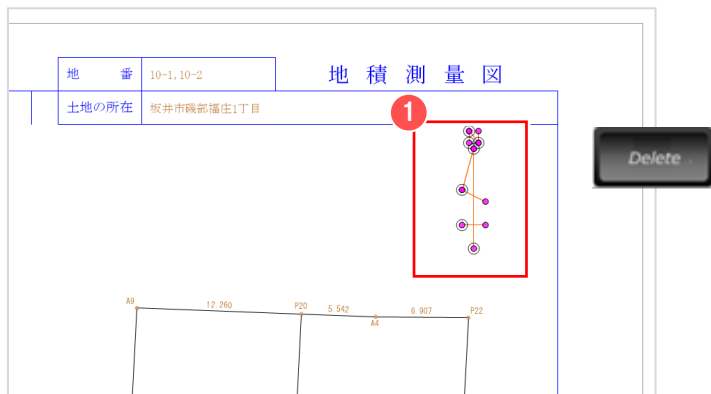 地 番 10-1,10-2 地 積 測 量 図
土地の所在 坂井市磯部福庄1丁目
1
Delete
A9 12.260 P20 5.542 A4 6.907 P22